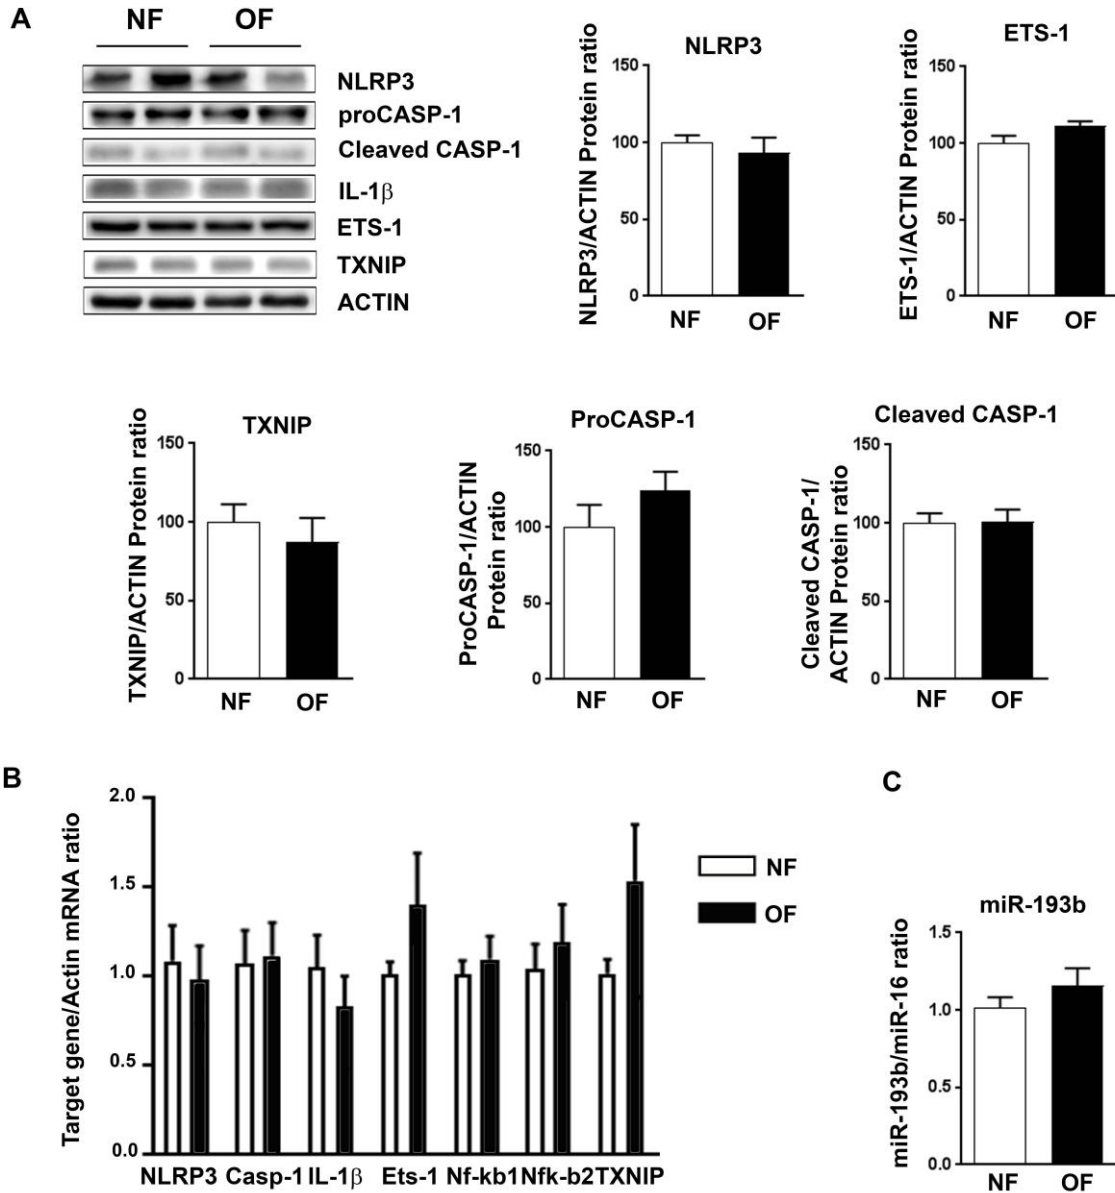 A
NF OF
NLRP3
proCASP-1
Cleaved CASP-1
IL-1β
ETS-1
TXNIP
ACTIN
NLRP3
NLRP3/ACTIN Protein ratio
150
100
50
0
NF OF
ETS-1
ETS-1/ACTIN Protein ratio
150
100
50
0
NF OF
TXNIP
TXNIP/ACTIN Protein ratio
150
100
50
0
NF OF
ProCASP-1
ProCASP-1/ACTIN
Protein ratio
150
100
50
0
NF OF
Cleaved CASP-1
Cleaved CASP-1/
ACTIN Protein ratio
150
100
50
0
NF OF
B
Target gene/Actin mRNA ratio
2.0
1.5
1.0
0.5
0.0
NLRP3 Casp-1 IL-1β Ets-1 Nf-kb1 Nfk-b2 TXNIP
NF
OF
C
miR-193b
miR-193b/miR-16 ratio
1.5
1.0
0.5
0.0
NF OF